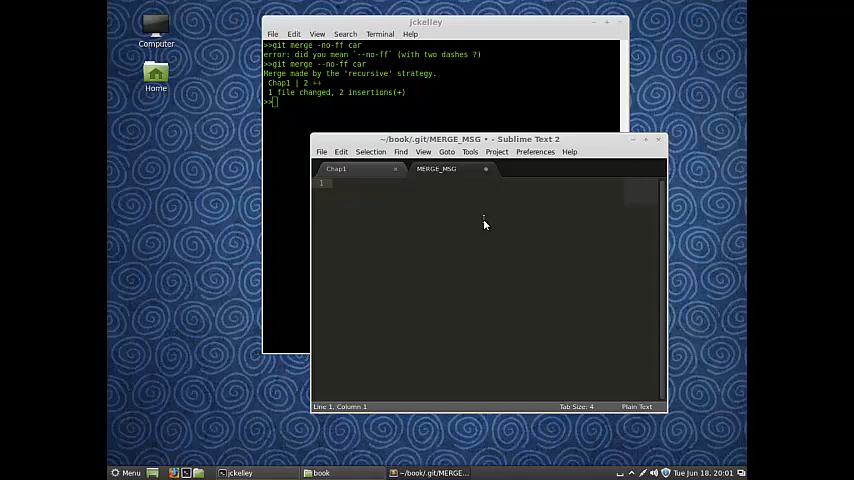 Computer
Home
jckelley
File Edit View Search Terminal Help
>>git merge -no-ff car
error: did you mean `--no-ff` (with two dashes ?)
>>git merge --no-ff car
Merge made by the 'recursive' strategy.
Chap1 | 2 ++
1 file changed, 2 insertions(+)
>>
~/book/.git/MERGE_MSG • - Sublime Text 2
File Edit Selection Find View Goto Tools Project Preferences Help
Chap1 MERGE_MSG
1
Line 1, Column 1 Tab Size: 4 Plain Text
Menu jckelley book ~/book/.git/MERGE... Tue Jun 18, 20:01